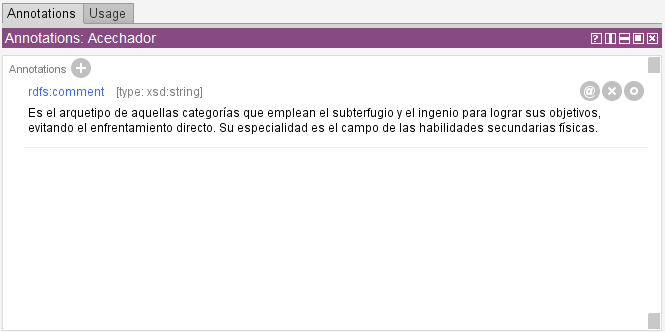 Annotations Usage
Annotations: Acechador
Annotations
rdfs:comment [type: xsd:string]
Es el arquetipo de aquellas categorías que emplean el subterfugio y el ingenio para lograr sus objetivos,
evitando el enfrentamiento directo. Su especialidad es el campo de las habilidades secundarias físicas.